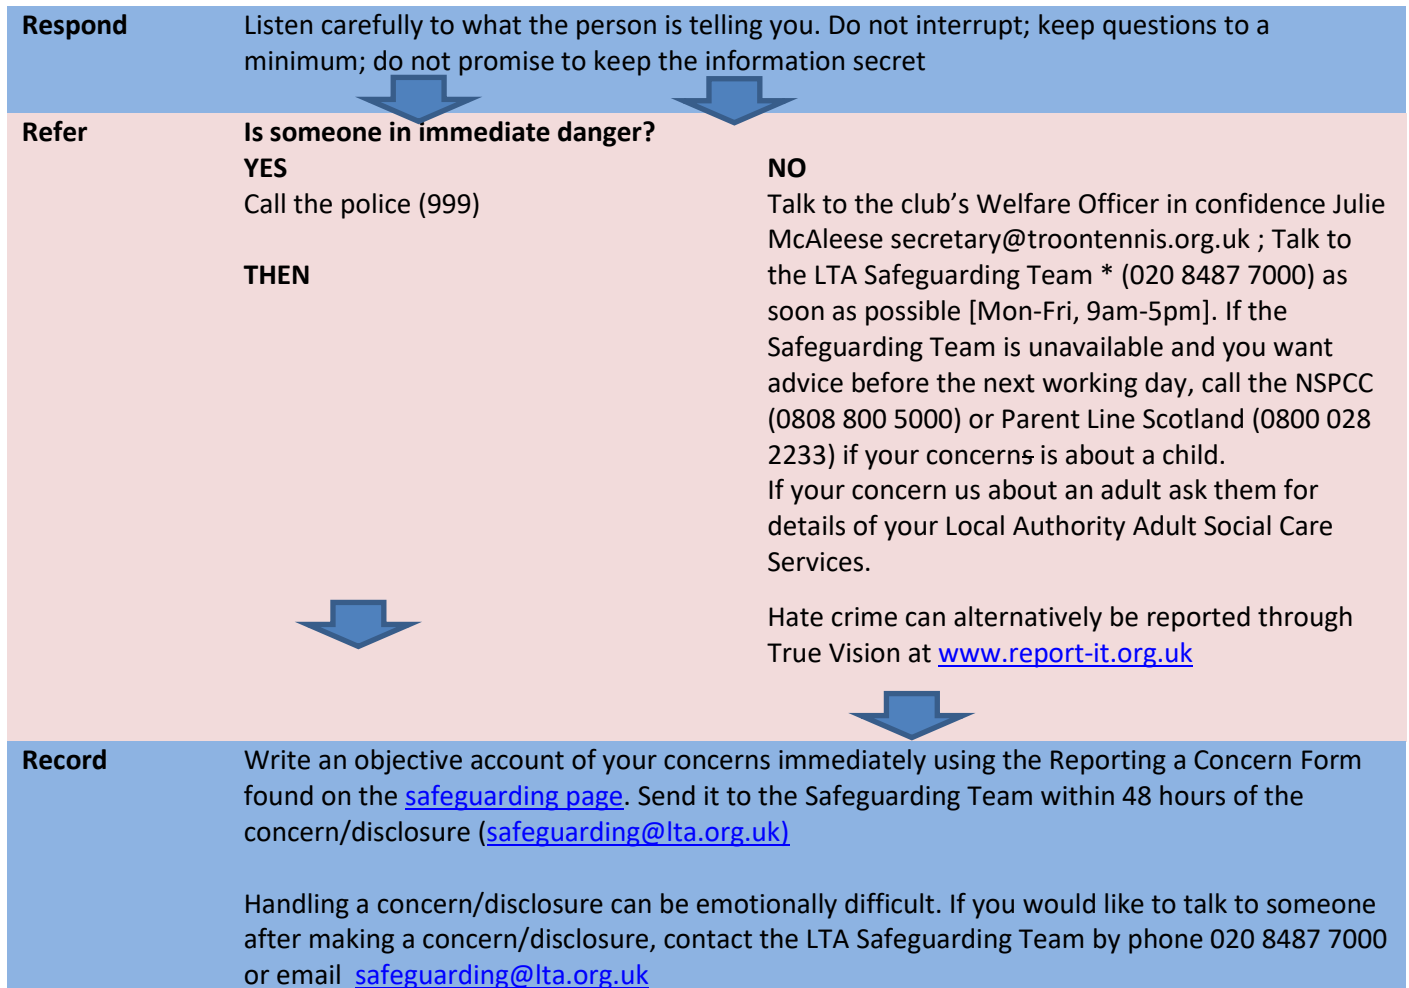 Respond
Listen carefully to what the person is telling you. Do not interrupt; keep questions to a
minimum; do not promise to keep the information secret
Refer
Is someone in immediate danger?
YES
Call the police (999)
THEN
NO
Talk to the club’s Welfare Officer in confidence Julie
McAleese secretary@troontennis.org.uk ; Talk to
the LTA Safeguarding Team * (020 8487 7000) as
soon as possible [Mon-Fri, 9am-5pm]. If the
Safeguarding Team is unavailable and you want
advice before the next working day, call the NSPCC
(0808 800 5000) or Parent Line Scotland (0800 028
2233) if your concerns is about a child.
If your concern us about an adult ask them for
details of your Local Authority Adult Social Care
Services.
Hate crime can alternatively be reported through
True Vision at www.report-it.org.uk
Record
Write an objective account of your concerns immediately using the Reporting a Concern Form
found on the safeguarding page. Send it to the Safeguarding Team within 48 hours of the
concern/disclosure (safeguarding@lta.org.uk)
Handling a concern/disclosure can be emotionally difficult. If you would like to talk to someone
after making a concern/disclosure, contact the LTA Safeguarding Team by phone 020 8487 7000
or email safeguarding@lta.org.uk